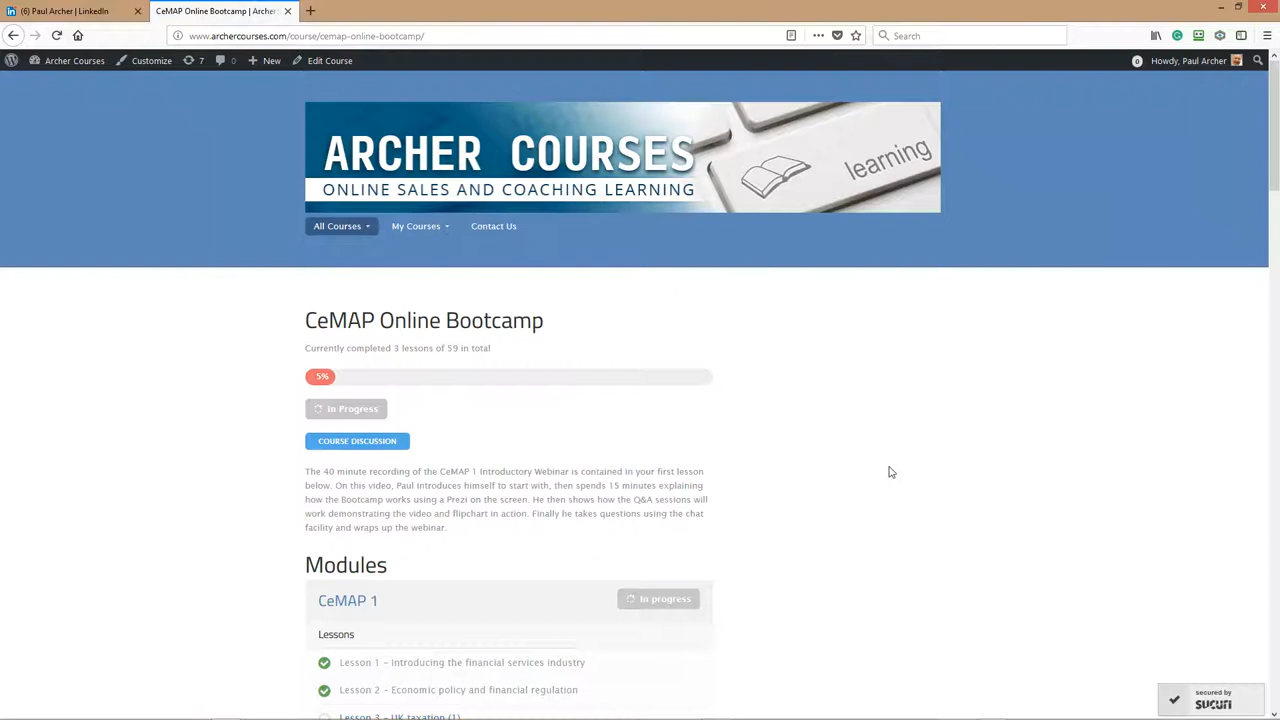 (6) Paul Archer | LinkedIn
CeMAP Online Bootcamp | Archer
www.archercourses.com/course/cemap-online-bootcamp/
Search
Archer Courses
Customize
7
0
New
Edit Course
0
Howdy, Paul Archer
ARCHER COURSES
ONLINE SALES AND COACHING LEARNING
learning
All Courses
My Courses
Contact Us
CeMAP Online Bootcamp
Currently completed 3 lessons of 59 in total
5%
In Progress
COURSE DISCUSSION
The 40 minute recording of the CeMAP 1 Introductory Webinar is contained in your first lesson
below. On this video, Paul introduces himself to start with, then spends 15 minutes explaining
how the Bootcamp works using a Prezi on the screen. He then shows how the Q&A sessions will
work demonstrating the video and flipchart in action. Finally he takes questions using the chat
facility and wraps up the webinar.
Modules
CeMAP 1
In progress
Lessons
Lesson 1 – Introducing the financial services industry
Lesson 2 – Economic policy and financial regulation
Lesson 3 – UK taxation (1)
secured by
sucuri